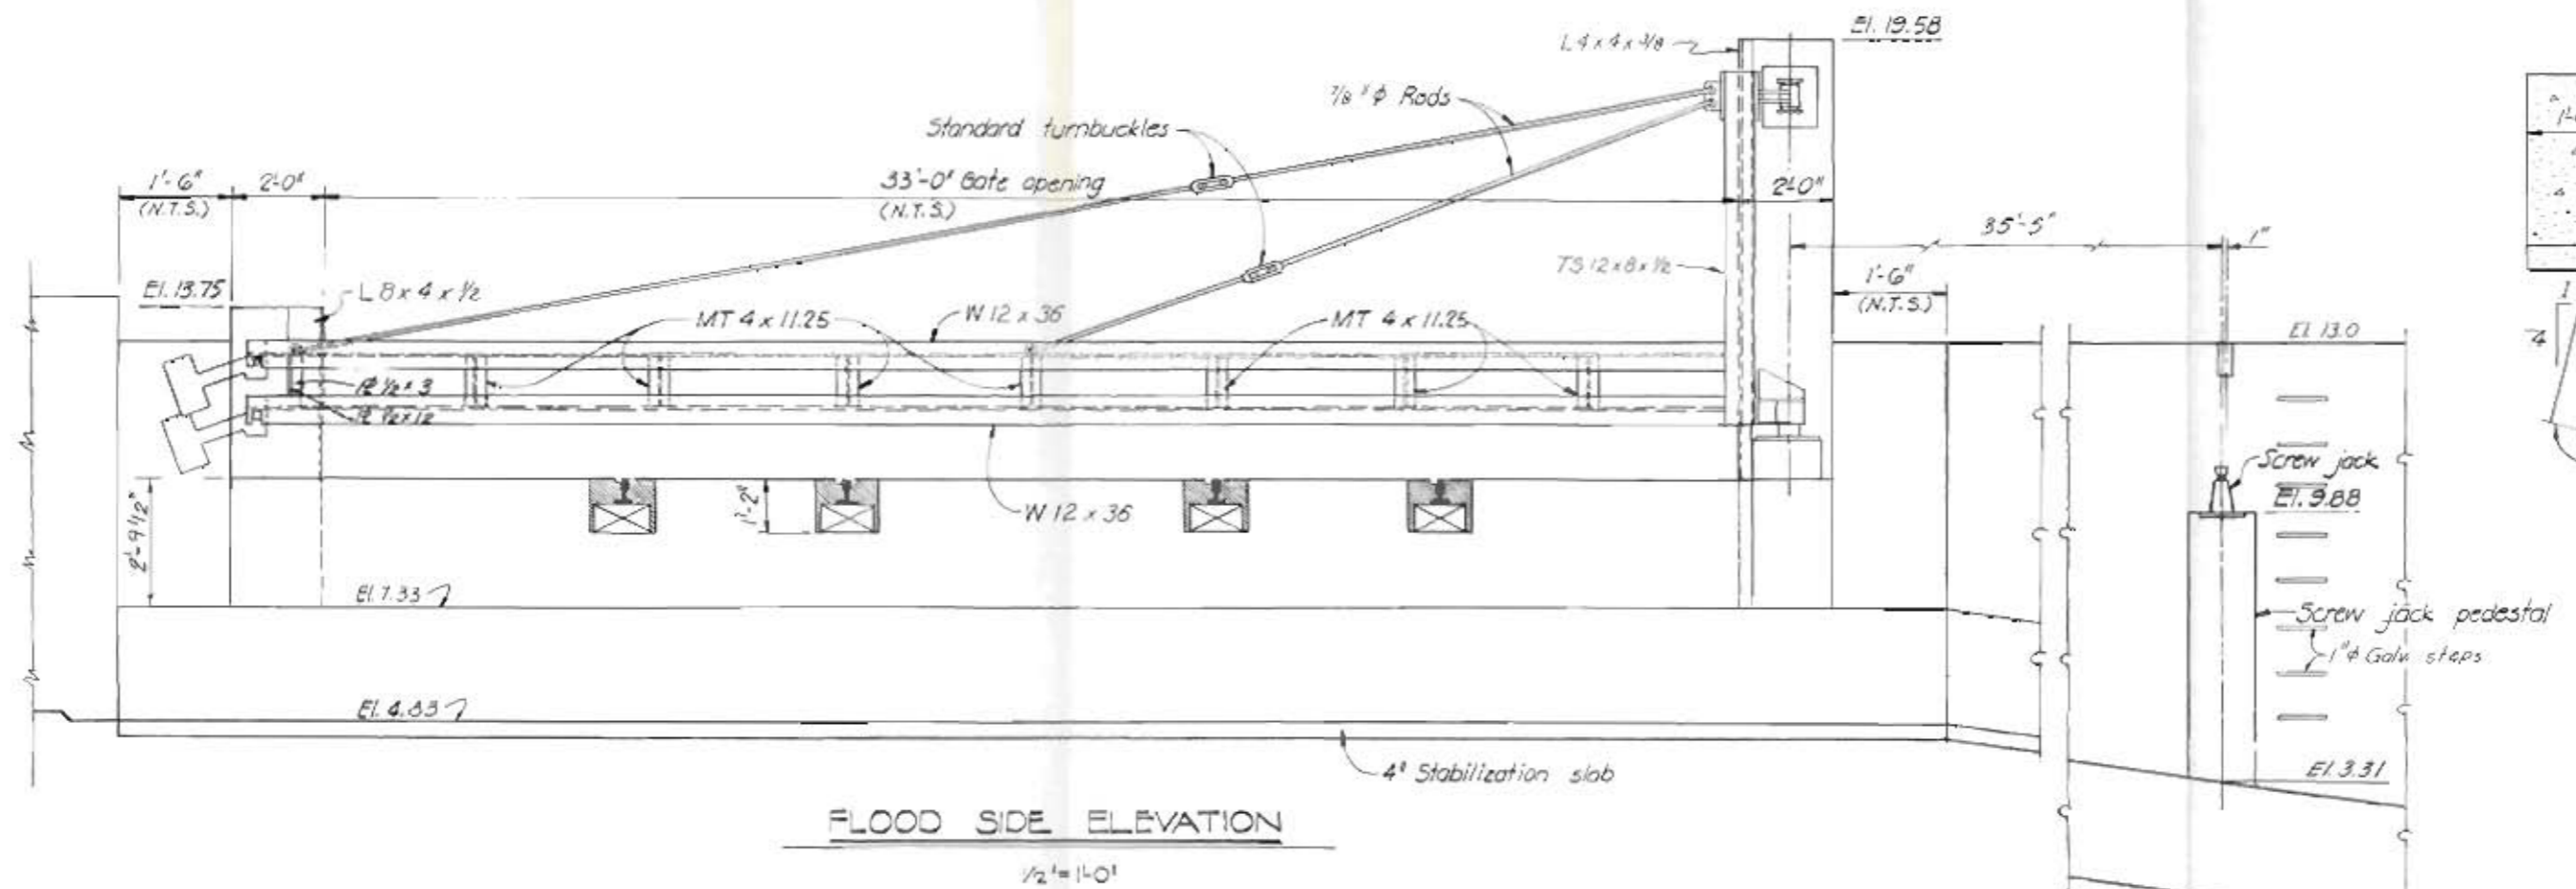 El. 19.58
L 4 x 4 x 3/8
7/8" ϕ Rods
Standard turnbuckles
1'-6"
(N.T.S.)
2'-0"
33'-0" Gate opening
(N.T.S.)
2'-0"
35'-5"
1"
TS 12 x 8 x 1/2
1'-6"
(N.T.S.)
El. 13.75
L 8 x 4 x 1/2
MT 4 x 11.25
W 12 x 36
MT 4 x 11.25
El. 13.0
4
1
PL 1/2 x 3
PL 1/2 x 12
Screw jack
El. 9.88
W 12 x 36
1'-2"
2'-9 1/2"
El. 7.33
Screw jack pedestal
1" ϕ Galv. steps
El. 4.83
4" Stabilization slab
El. 3.31
FLOOD SIDE ELEVATION
1/2" = 1'-0"